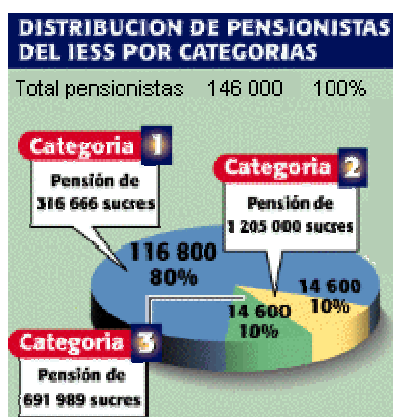 DISTRIBUCION DE PENSIONISTAS
DEL IESS POR CATEGORIAS
Total pensionistas 146 000 100%
Categoria 1
Pensión de
316 666 sucres
Categoria 2
Pensión de
1 205 000 sucres
116 800
80%
14 600
10%
14 600
10%
Categoria 3
Pensión de
691 989 sucres